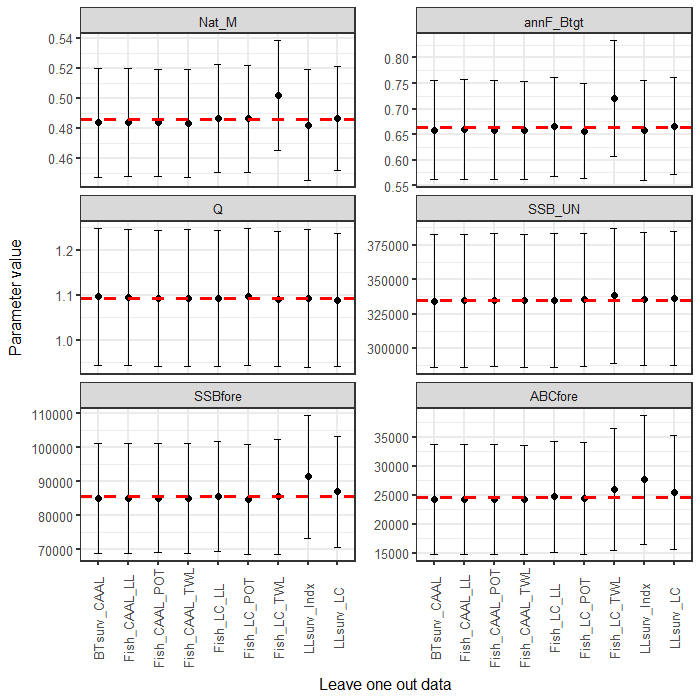 Nat_M
annF_Btgt
0.54
0.52
0.50
0.48
0.46
0.80
0.75
0.70
0.65
0.60
0.55
Q
SSB_UN
1.2
1.1
1.0
375000
350000
325000
300000
SSBfore
ABCfore
110000
100000
90000
80000
70000
35000
30000
25000
20000
15000
BTsurv_CAAL
Fish_CAAL_LL
Fish_CAAL_POT
Fish_CAAL_TWL
Fish_LC_LL
Fish_LC_POT
Fish_LC_TWL
LLsurv_Indx
LLsurv_LC
BTsurv_CAAL
Fish_CAAL_LL
Fish_CAAL_POT
Fish_CAAL_TWL
Fish_LC_LL
Fish_LC_POT
Fish_LC_TWL
LLsurv_Indx
LLsurv_LC
Parameter value
Leave one out data